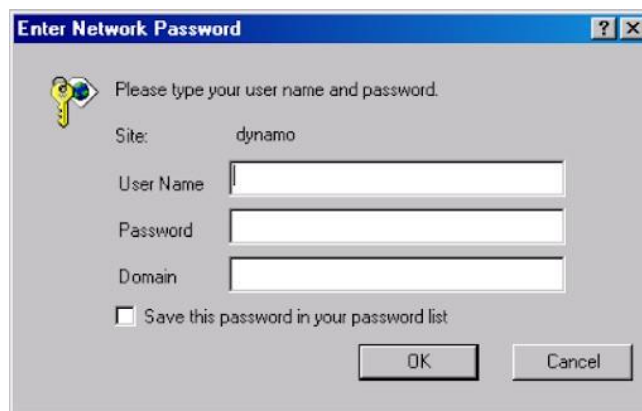 Enter Network Password
Please type your user name and password.
Site: dynamo
User Name
Password
Domain
Save this password in your password list
OK Cancel